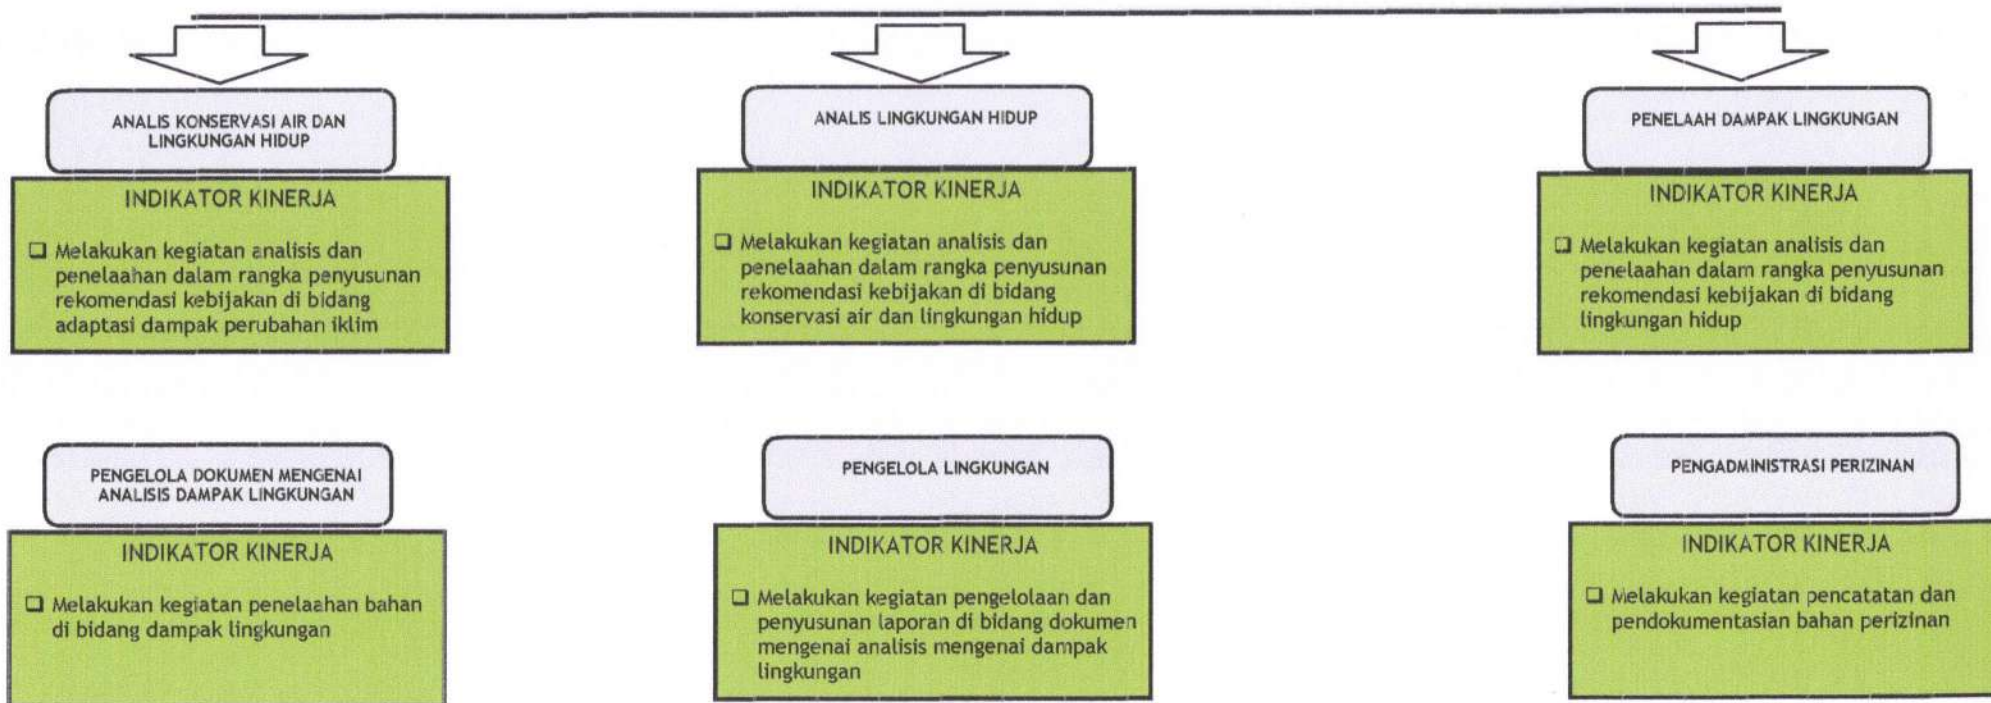 ANALIS KONSERVASI AIR DAN
LINGKUNGAN HIDUP
INDIKATOR KINERJA
❑ Melakukan kegiatan analisis dan
penelaahan dalam rangka penyusunan
rekomendasi kebijakan di bidang
adaptasi dampak perubahan iklim
ANALIS LINGKUNGAN HIDUP
INDIKATOR KINERJA
❑ Melakukan kegiatan analisis dan
penelaahan dalam rangka penyusunan
rekomendasi kebijakan di bidang
konservasi air dan lingkungan hidup
PENELAAH DAMPAK LINGKUNGAN
INDIKATOR KINERJA
❑ Melakukan kegiatan analisis dan
penelaahan dalam rangka penyusunan
rekomendasi kebijakan di bidang
lingkungan hidup
PENGELOLA DOKUMEN MENGENAI
ANALISIS DAMPAK LINGKUNGAN
INDIKATOR KINERJA
❑ Melakukan kegiatan penelaahan bahan
di bidang dampak lingkungan
PENGELOLA LINGKUNGAN
INDIKATOR KINERJA
❑ Melakukan kegiatan pengelolaan dan
penyusunan laporan di bidang dokumen
mengenai analisis mengenai dampak
lingkungan
PENGADMINISTRASI PERIZINAN
INDIKATOR KINERJA
❑ Melakukan kegiatan pencatatan dan
pendokumentasian bahan perizinan